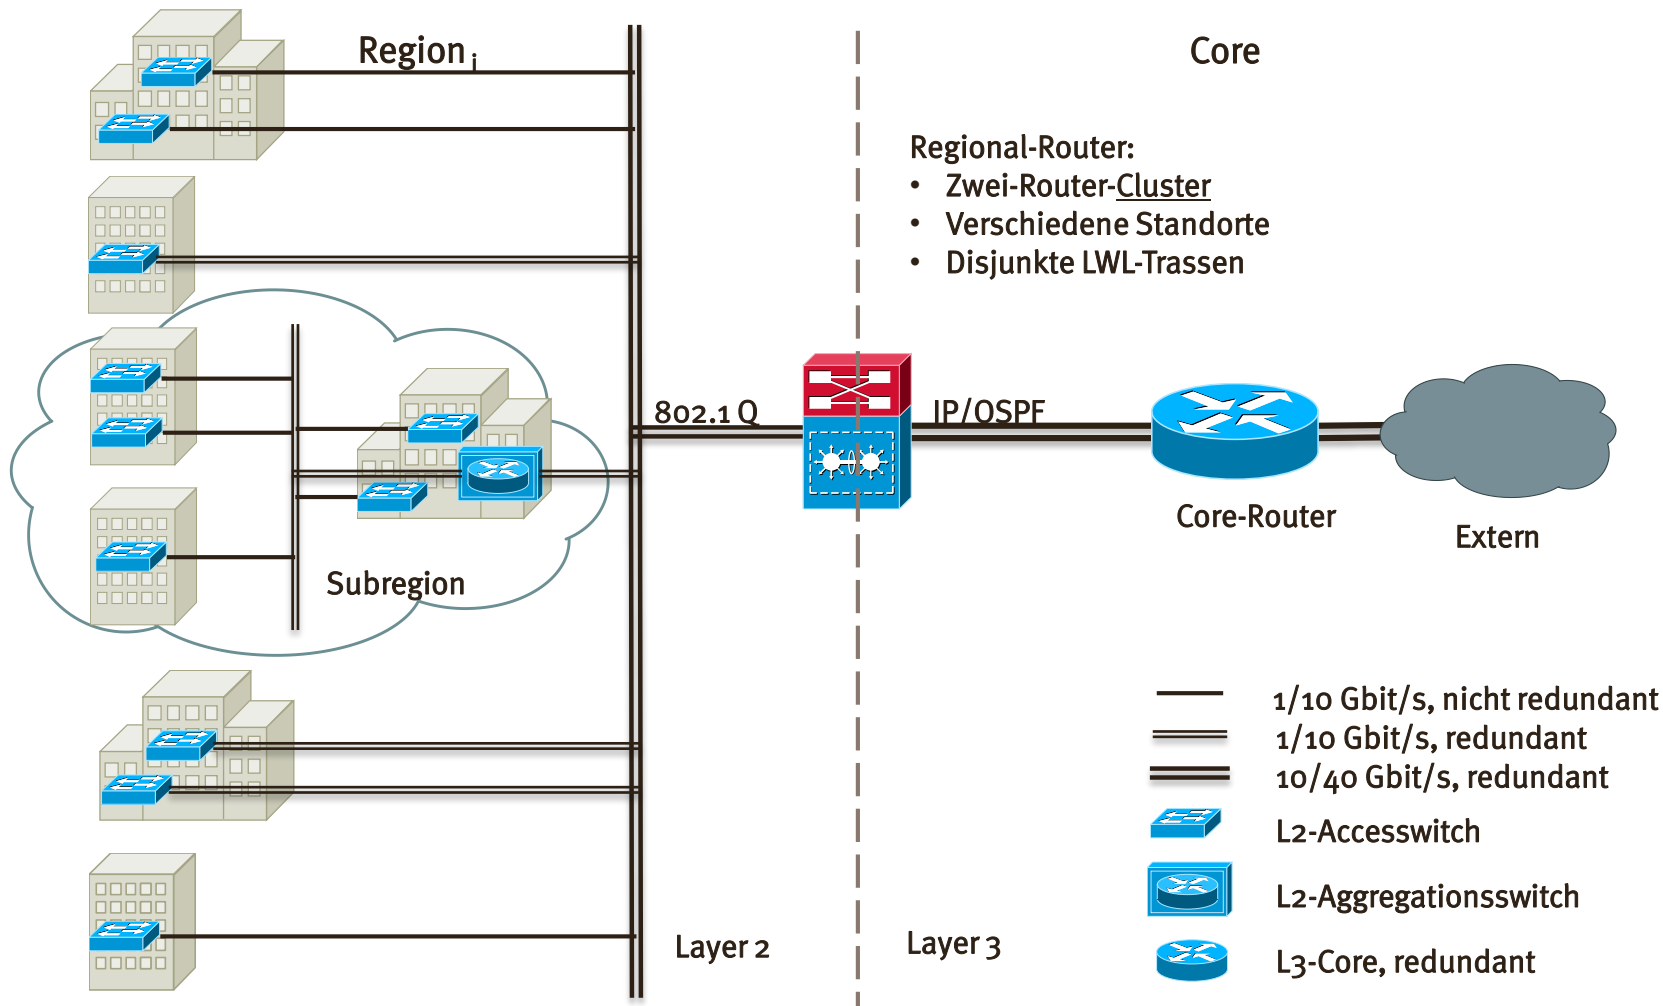 Region i
Core
Regional-Router:
• Zwei-Router-Cluster
• Verschiedene Standorte
• Disjunkte LWL-Trassen
802.1 Q
IP/OSPF
Core-Router
Extern
Subregion
1/10 Gbit/s, nicht redundant
1/10 Gbit/s, redundant
10/40 Gbit/s, redundant
L2-Accesswitch
L2-Aggregationsswitch
L3-Core, redundant
Layer 2
Layer 3